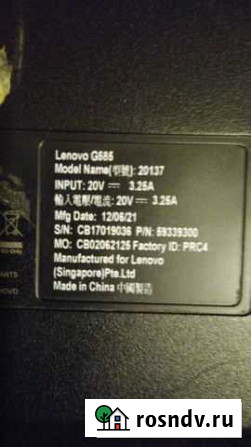 Lenovo G585
Model Name(型號): 20137
INPUT: 20V ⎓ 3.25A
輸入電壓/電流: 20V ⎓ 3.25A
Mfg Date: 12/06/21
S/N: CB17019036 P/N: 59339300
MO: CB02062125 Factory ID: PRC4
Manufactured for Lenovo
(Singapore)Pte.Ltd
Made in China 中國製造
rosndv.ru